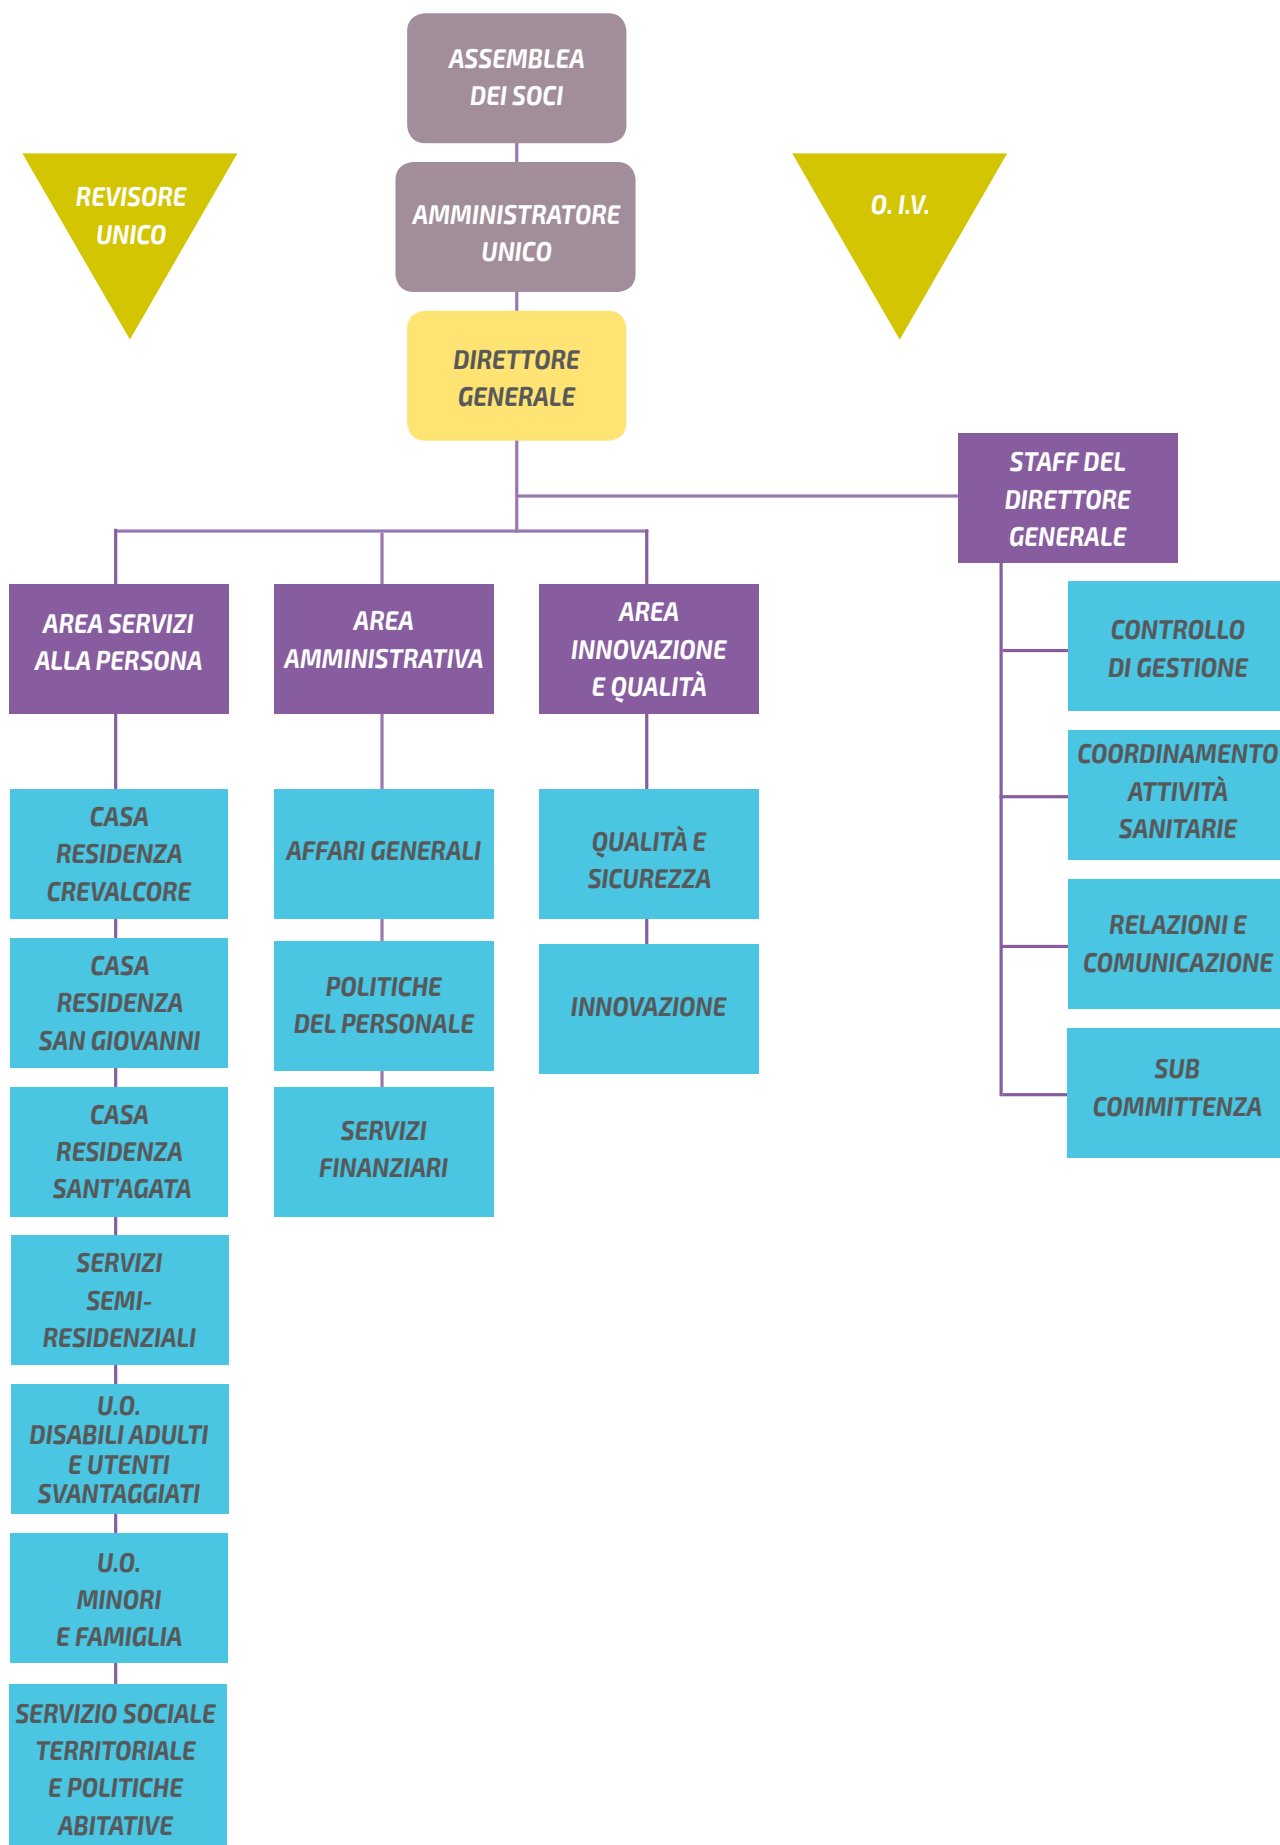 ASSEMBLEA
DEI SOCI
REVISORE
UNICO
AMMINISTRATORE
UNICO
O. I.V.
DIRETTORE
GENERALE
STAFF DEL
DIRETTORE
GENERALE
AREA SERVIZI
ALLA PERSONA
AREA
AMMINISTRATIVA
AREA
INNOVAZIONE
E QUALITÀ
CONTROLLO
DI GESTIONE
COORDINAMENTO
ATTIVITÀ
SANITARIE
RELAZIONI E
COMUNICAZIONE
SUB
COMMITTENZA
CASA
RESIDENZA
CREVALCORE
CASA
RESIDENZA
SAN GIOVANNI
CASA
RESIDENZA
SANT'AGATA
SERVIZI
SEMI-
RESIDENZIALI
U.O.
DISABILI ADULTI
E UTENTI
SVANTAGGIATI
U.O.
MINORI
E FAMIGLIA
SERVIZIO SOCIALE
TERRITORIALE
E POLITICHE
ABITATIVE
AFFARI GENERALI
POLITICHE
DEL PERSONALE
SERVIZI
FINANZIARI
QUALITÀ E
SICUREZZA
INNOVAZIONE